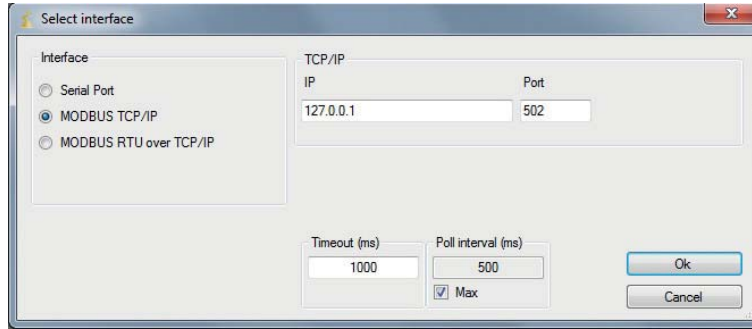 Select interface
Interface
Serial Port
MODBUS TCP/IP
MODBUS RTU over TCP/IP
TCP/IP
IP
Port
127.0.0.1
502
Timeout (ms)
1000
Poll interval (ms)
500
Max
Ok
Cancel